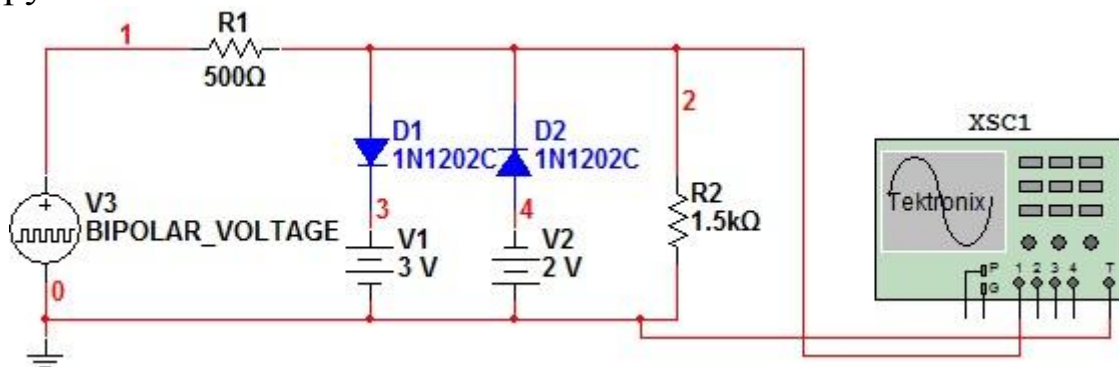 ру
1
R1
500Ω
D1
1N1202C
D2
1N1202C
2
XSC1
Tektronix
V3
BIPOLAR_VOLTAGE
3
V1
3 V
4
V2
2 V
R2
1.5kΩ
0
P
G
1 2 3 4 T